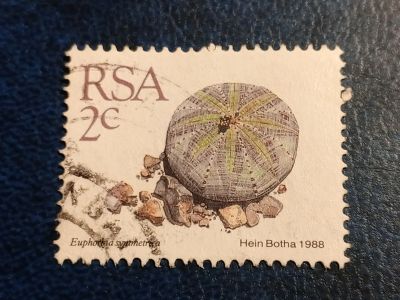 RSA
2c
Euphorbia symmetrica
Hein Botha 1988